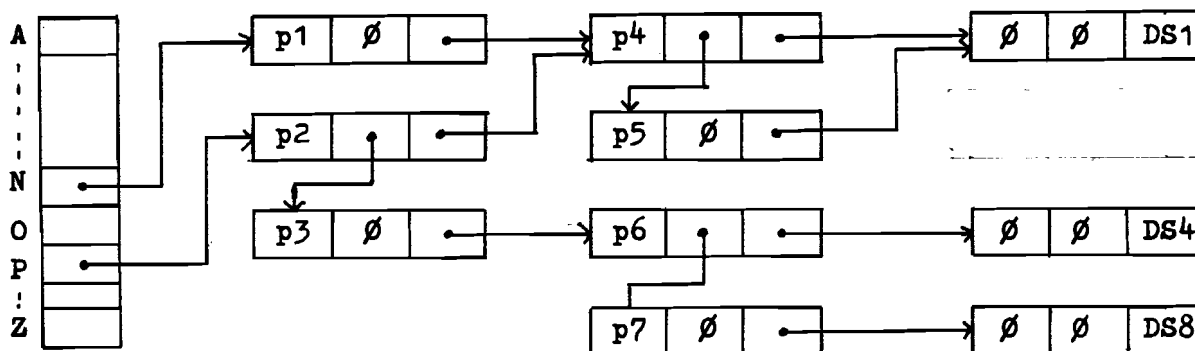 A p1 Ø p4 Ø Ø DS1
p2 p5 Ø
N
O p3 Ø p6 Ø Ø DS4
P
Z p7 Ø Ø Ø DS8